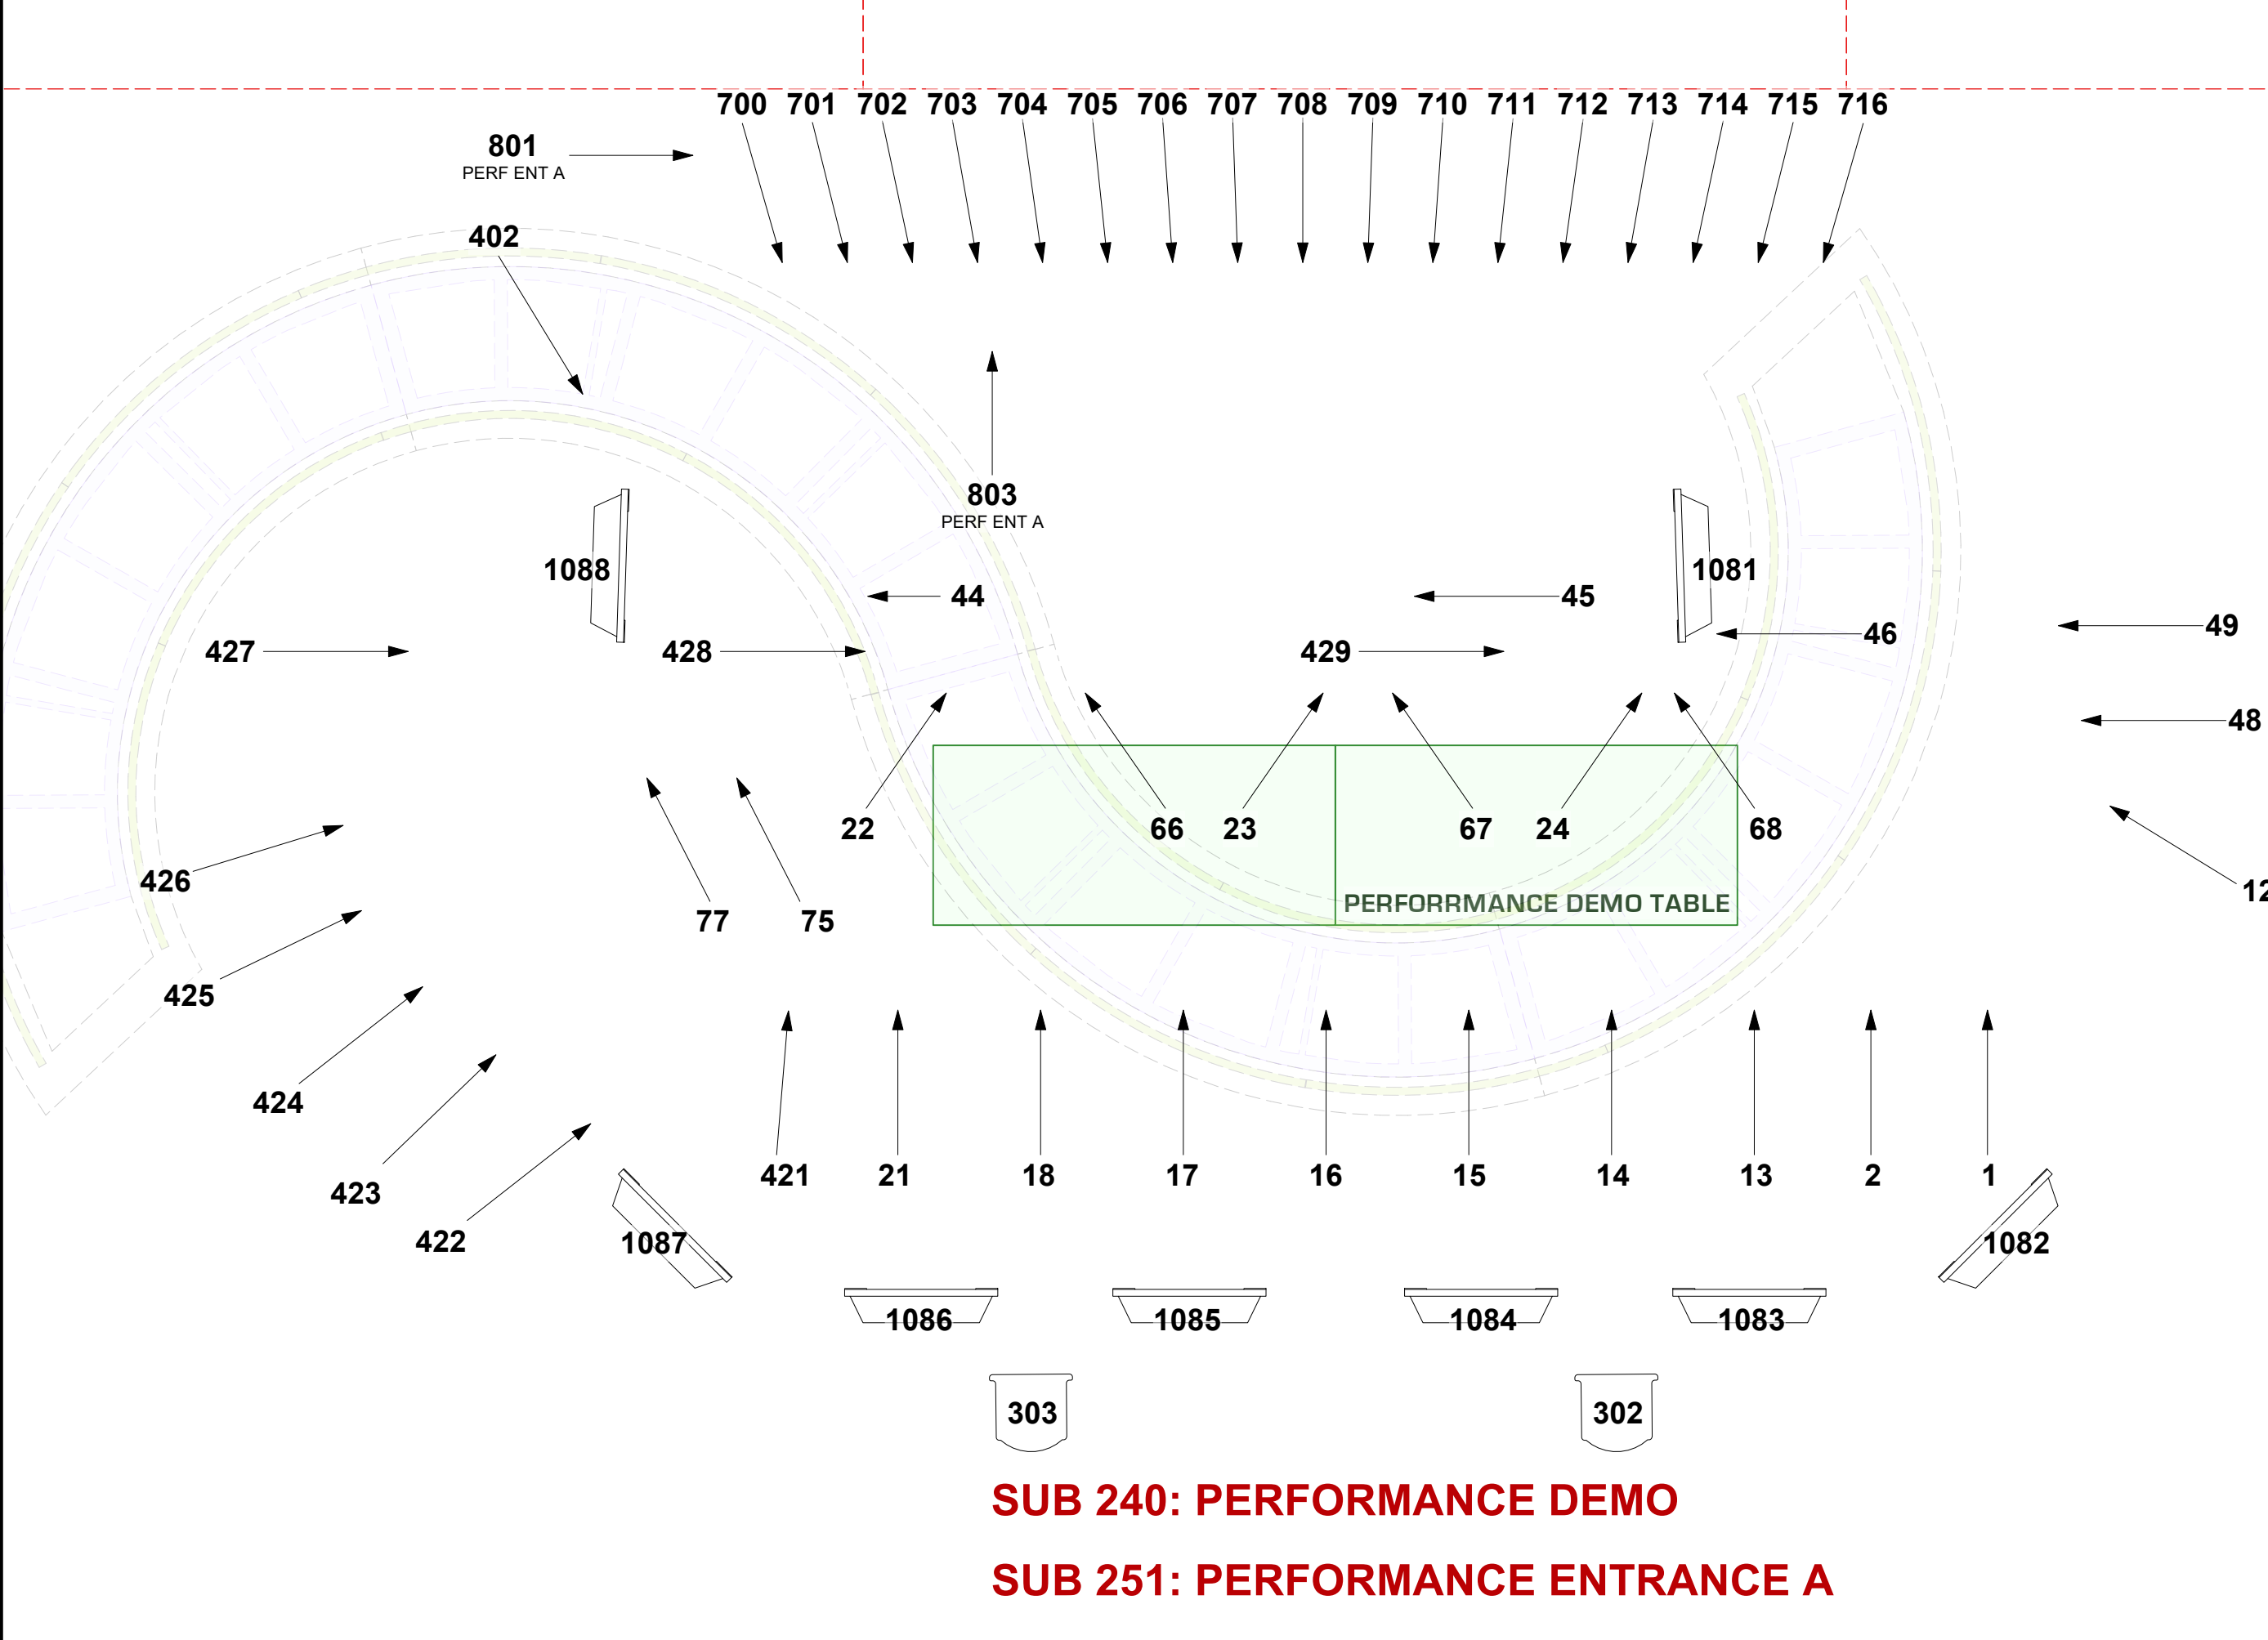 700 701 702 703 704 705 706 707 708 709 710 711 712 713 714 715 716
801
PERF ENT A
402
803
PERF ENT A
1088 1081
44 45
49
46
427 428 429
48
22 66 23 67 24 68
426
12
PERFORRMANCE DEMO TABLE
77 75
425
424
421 21 18 17 16 15 14 13 2 1
423
422 1087 1082
1086 1085 1084 1083
303 302
SUB 240: PERFORMANCE DEMO
SUB 251: PERFORMANCE ENTRANCE A